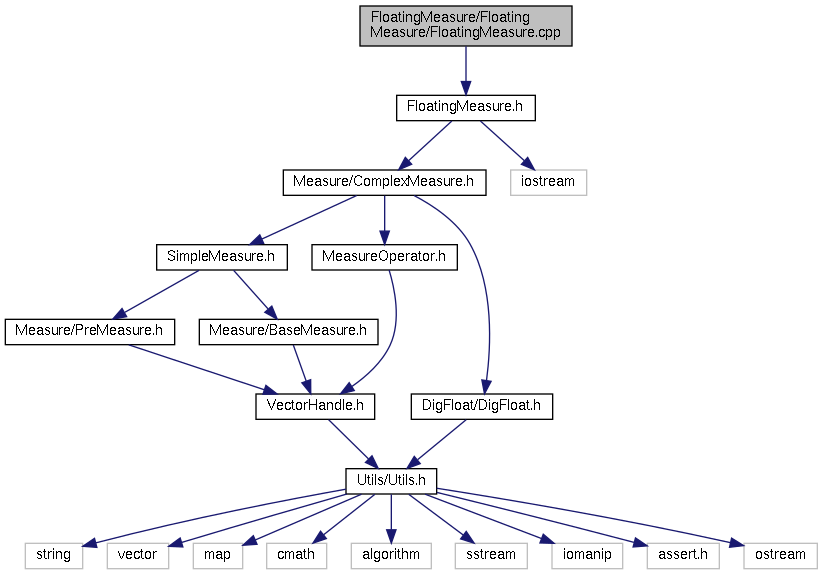 FloatingMeasure/Floating
Measure/FloatingMeasure.cpp
FloatingMeasure.h
Measure/ComplexMeasure.h
iostream
SimpleMeasure.h
MeasureOperator.h
Measure/PreMeasure.h
Measure/BaseMeasure.h
VectorHandle.h
DigFloat/DigFloat.h
Utils/Utils.h
string
vector
map
cmath
algorithm
sstream
iomanip
assert.h
ostream